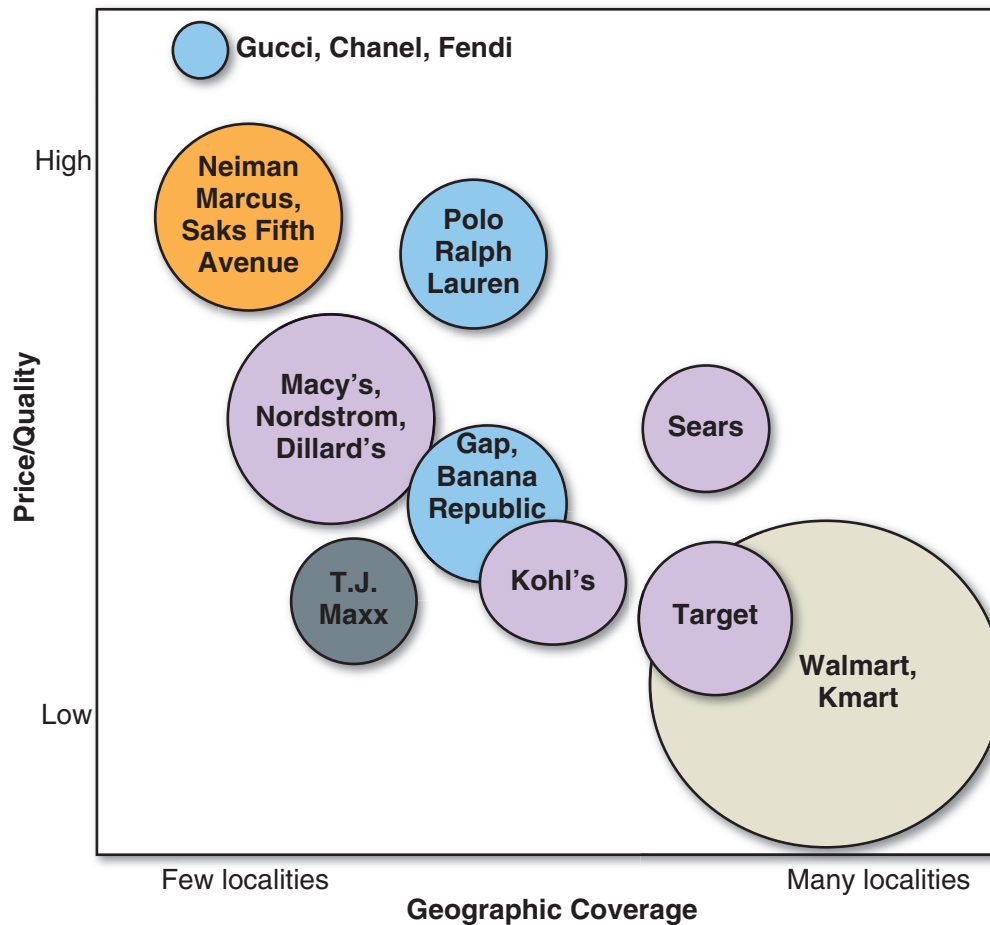 Gucci, Chanel, Fendi
High
Neiman
Marcus,
Saks Fifth
Avenue
Polo
Ralph
Lauren
Price/Quality
Macy’s,
Nordstrom,
Dillard’s
Sears
Gap,
Banana
Republic
T.J.
Maxx
Kohl’s
Target
Walmart,
Kmart
Low
Few localities
Many localities
Geographic Coverage